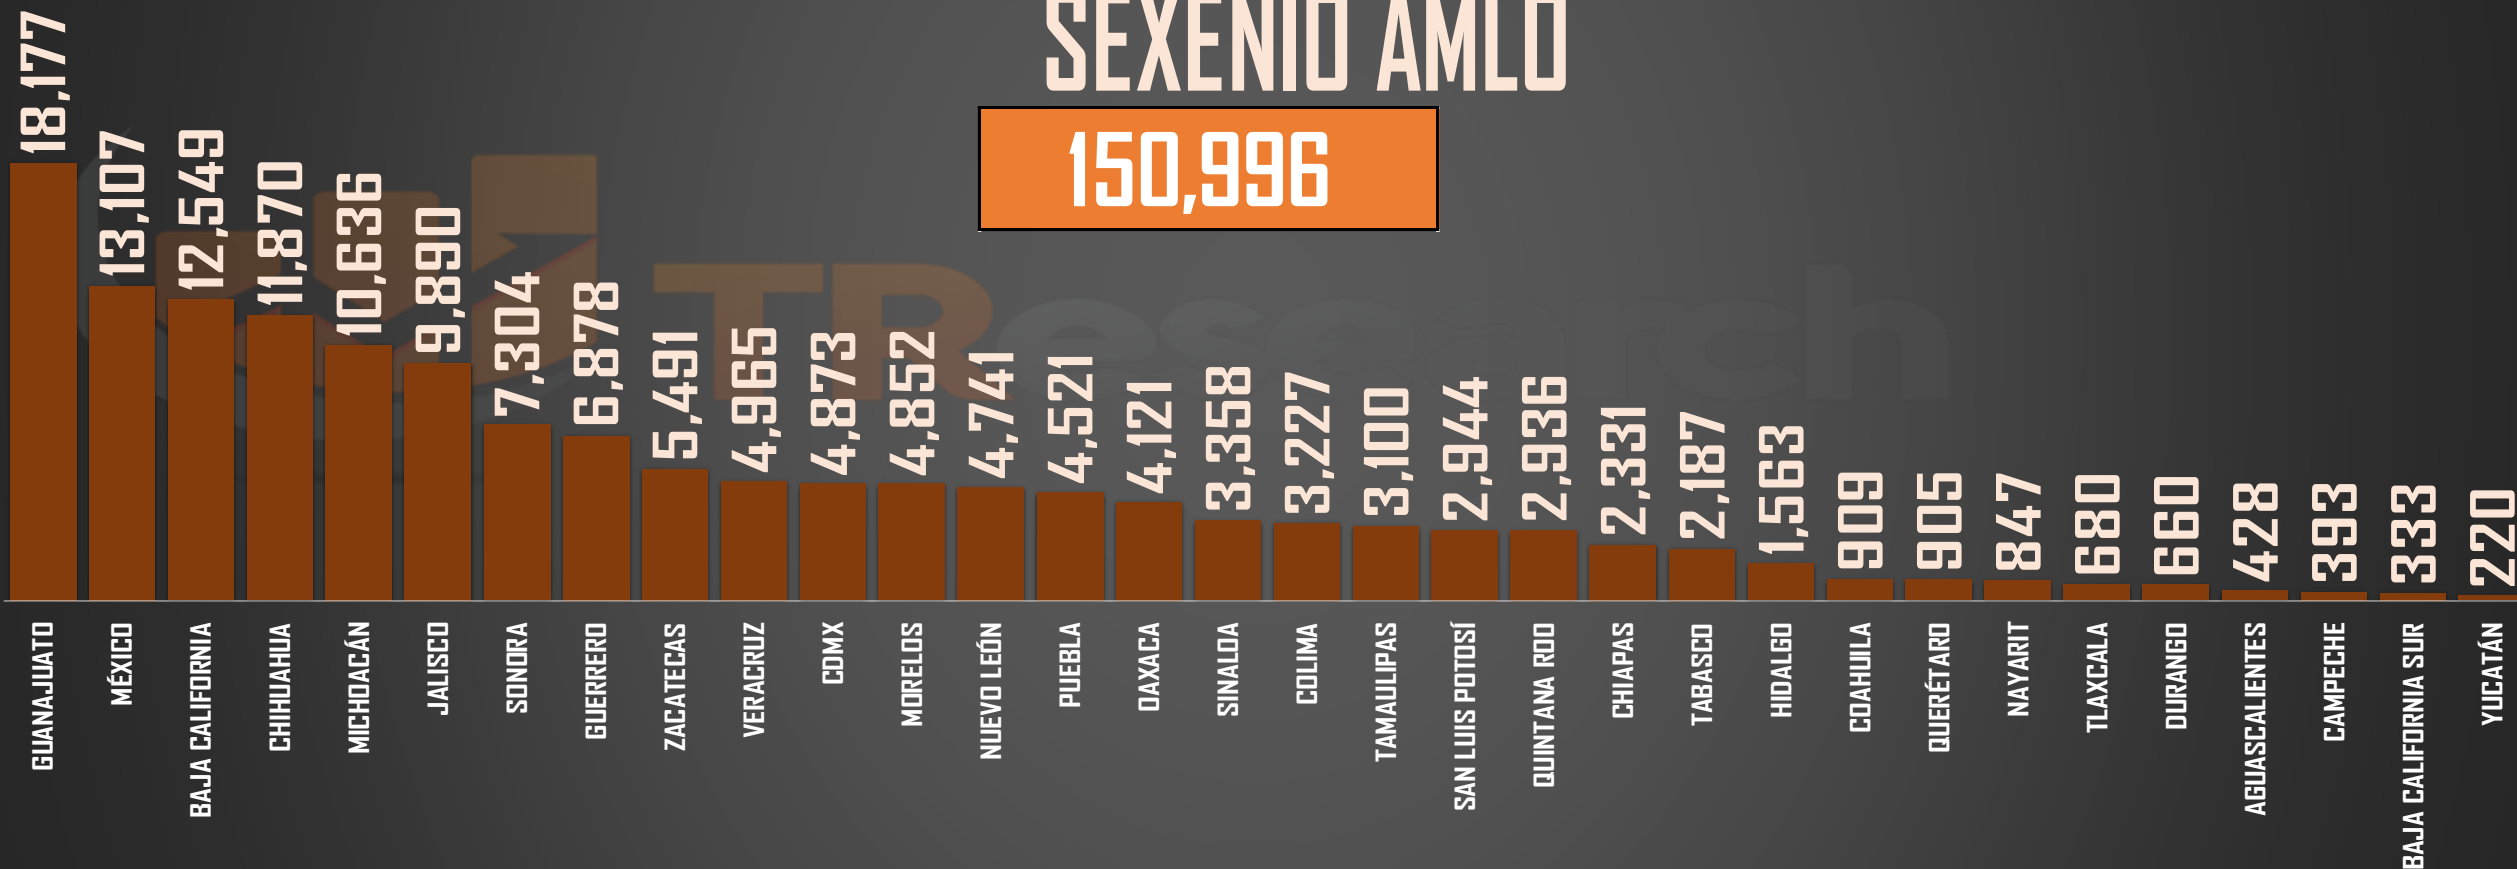 SEXENIO AMLO
150,996
18,177
13,107
12,549
11,870
10,636
9,890
7,304
6,878
5,491
4,965
4,873
4,852
4,741
4,521
4,121
3,358
3,227
3,100
2,944
2,936
2,331
2,187
1,563
909
905
847
680
660
428
393
333
220
TResearch
GUANAJUATO
MÉXICO
BAJA CALIFORNIA
CHIHUAHUA
MICHOACÁN
JALISCO
SONORA
GUERRERO
ZACATECAS
VERACRUZ
CDMX
MORELOS
NUEVO LEÓN
PUEBLA
OAXACA
SINALOA
COLIMA
TAMAULIPAS
SAN LUIS POTOSÍ
QUINTANA ROO
CHIAPAS
TABASCO
HIDALGO
COAHUILA
QUERÉTARO
NAYARIT
TLAXCALA
DURANGO
AGUASCALIENTES
CAMPECHE
BAJA CALIFORNIA SUR
YUCATÁN